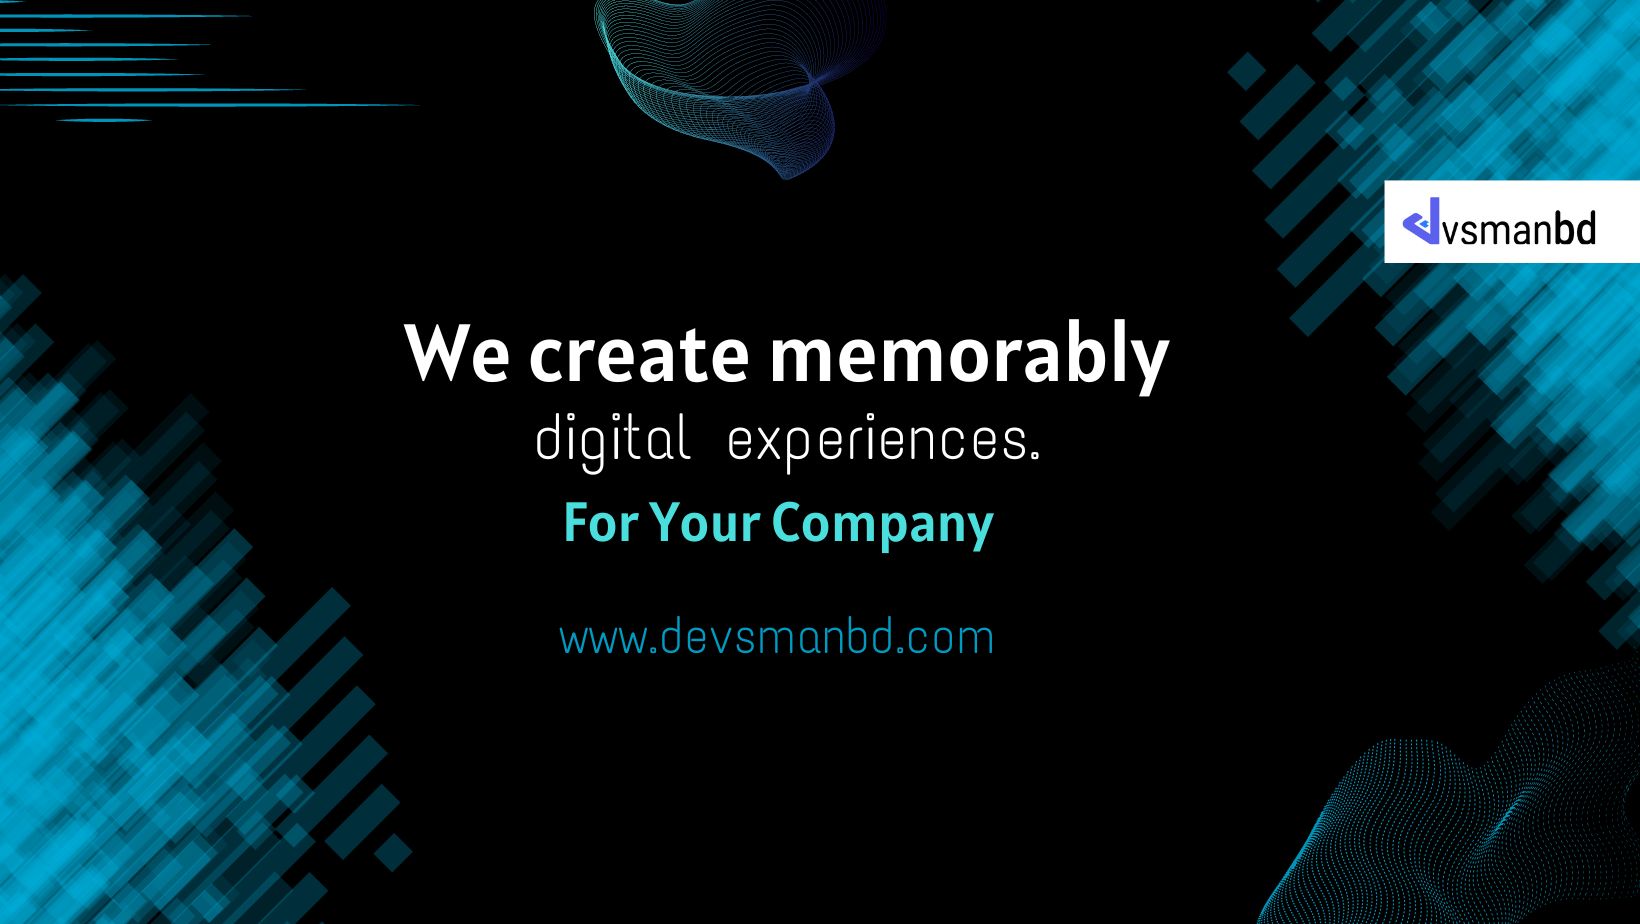 dvsmanbd
We create memorably
digital experiences.
For Your Company
www.devsmanbd.com